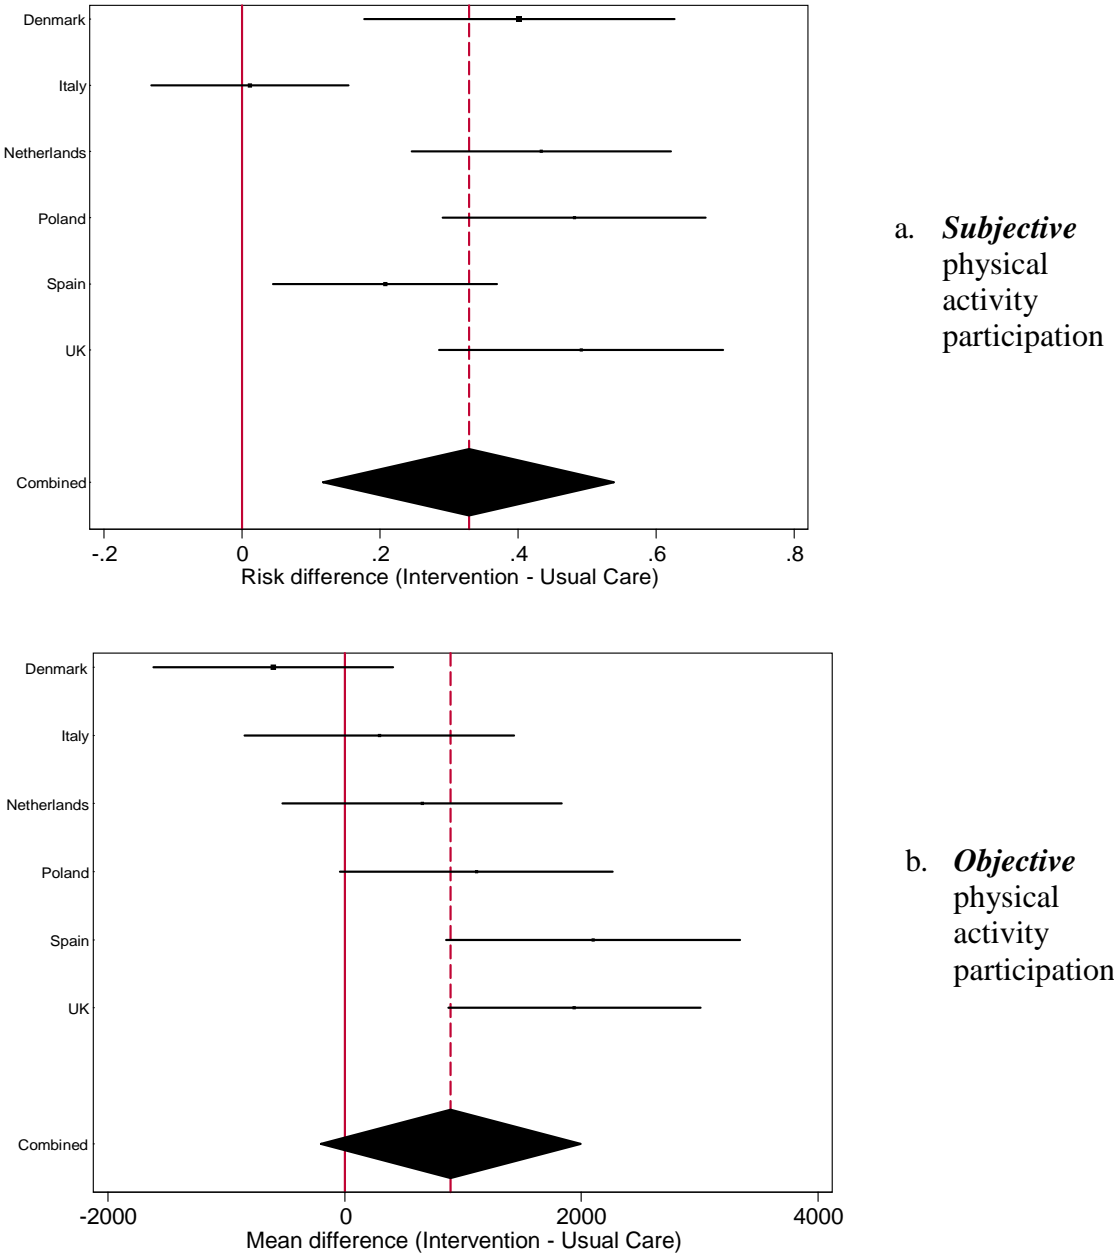 Denmark
Italy
Netherlands
Poland
Spain
UK
Combined
-.2 0 .2 .4 .6 .8
Risk difference (Intervention - Usual Care)
a. Subjective
physical
activity
participation
Denmark
Italy
Netherlands
Poland
Spain
UK
Combined
-2000 0 2000 4000
Mean difference (Intervention - Usual Care)
b. Objective
physical
activity
participation